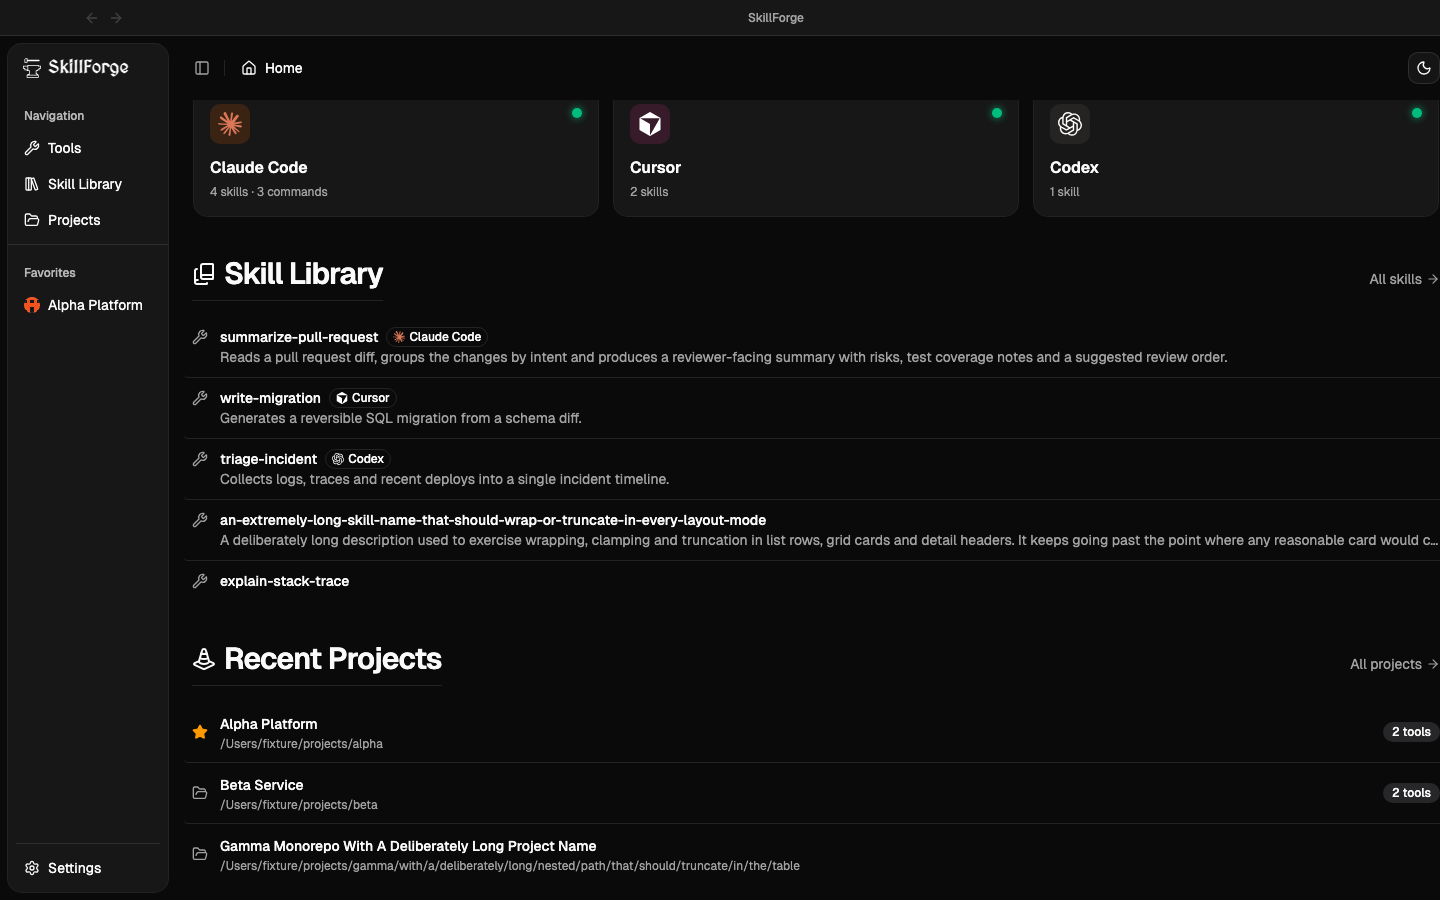 SkillForge
SkillForge
Home
Navigation
Tools
Skill Library
Projects
Favorites
Alpha Platform
Settings
Claude Code
4 skills · 3 commands
Cursor
2 skills
Codex
1 skill
Skill Library
All skills →
summarize-pull-request Claude Code
Reads a pull request diff, groups the changes by intent and produces a reviewer-facing summary with risks, test coverage notes and a suggested review order.
write-migration Cursor
Generates a reversible SQL migration from a schema diff.
triage-incident Codex
Collects logs, traces and recent deploys into a single incident timeline.
an-extremely-long-skill-name-that-should-wrap-or-truncate-in-every-layout-mode
A deliberately long description used to exercise wrapping, clamping and truncation in list rows, grid cards and detail headers. It keeps going past the point where any reasonable card would c...
explain-stack-trace
Recent Projects
All projects →
Alpha Platform
/Users/fixture/projects/alpha
2 tools
Beta Service
/Users/fixture/projects/beta
2 tools
Gamma Monorepo With A Deliberately Long Project Name
/Users/fixture/projects/gamma/with/a/deliberately/long/nested/path/that/should/truncate/in/the/table